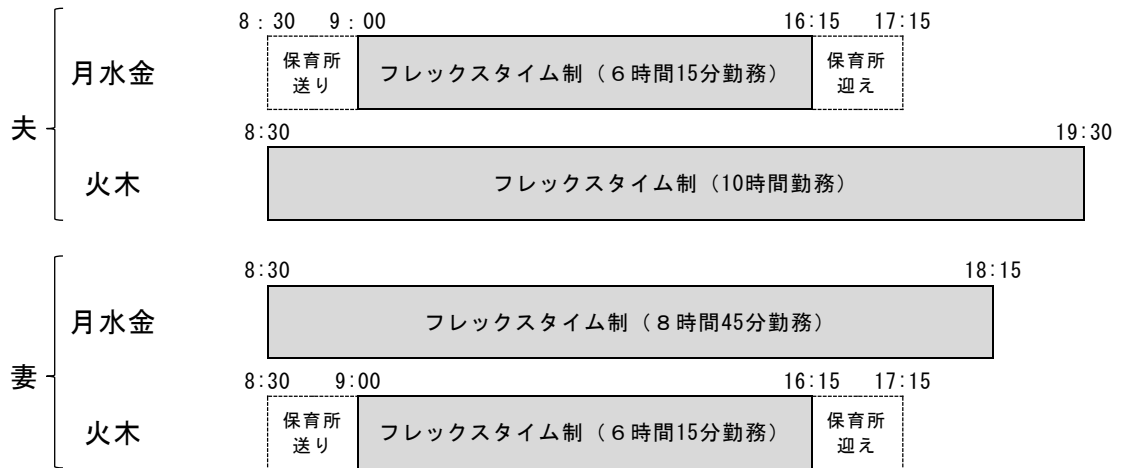 8：30 9：00 16:15 17:15
夫
月水金
保育所
送り
フレックスタイム制（６時間15分勤務）
保育所
迎え
8:30 19:30
火木
フレックスタイム制（10時間勤務）
8:30 18:15
妻
月水金
フレックスタイム制（８時間45分勤務）
8:30 9:00 16:15 17:15
火木
保育所
送り
フレックスタイム制（６時間15分勤務）
保育所
迎え